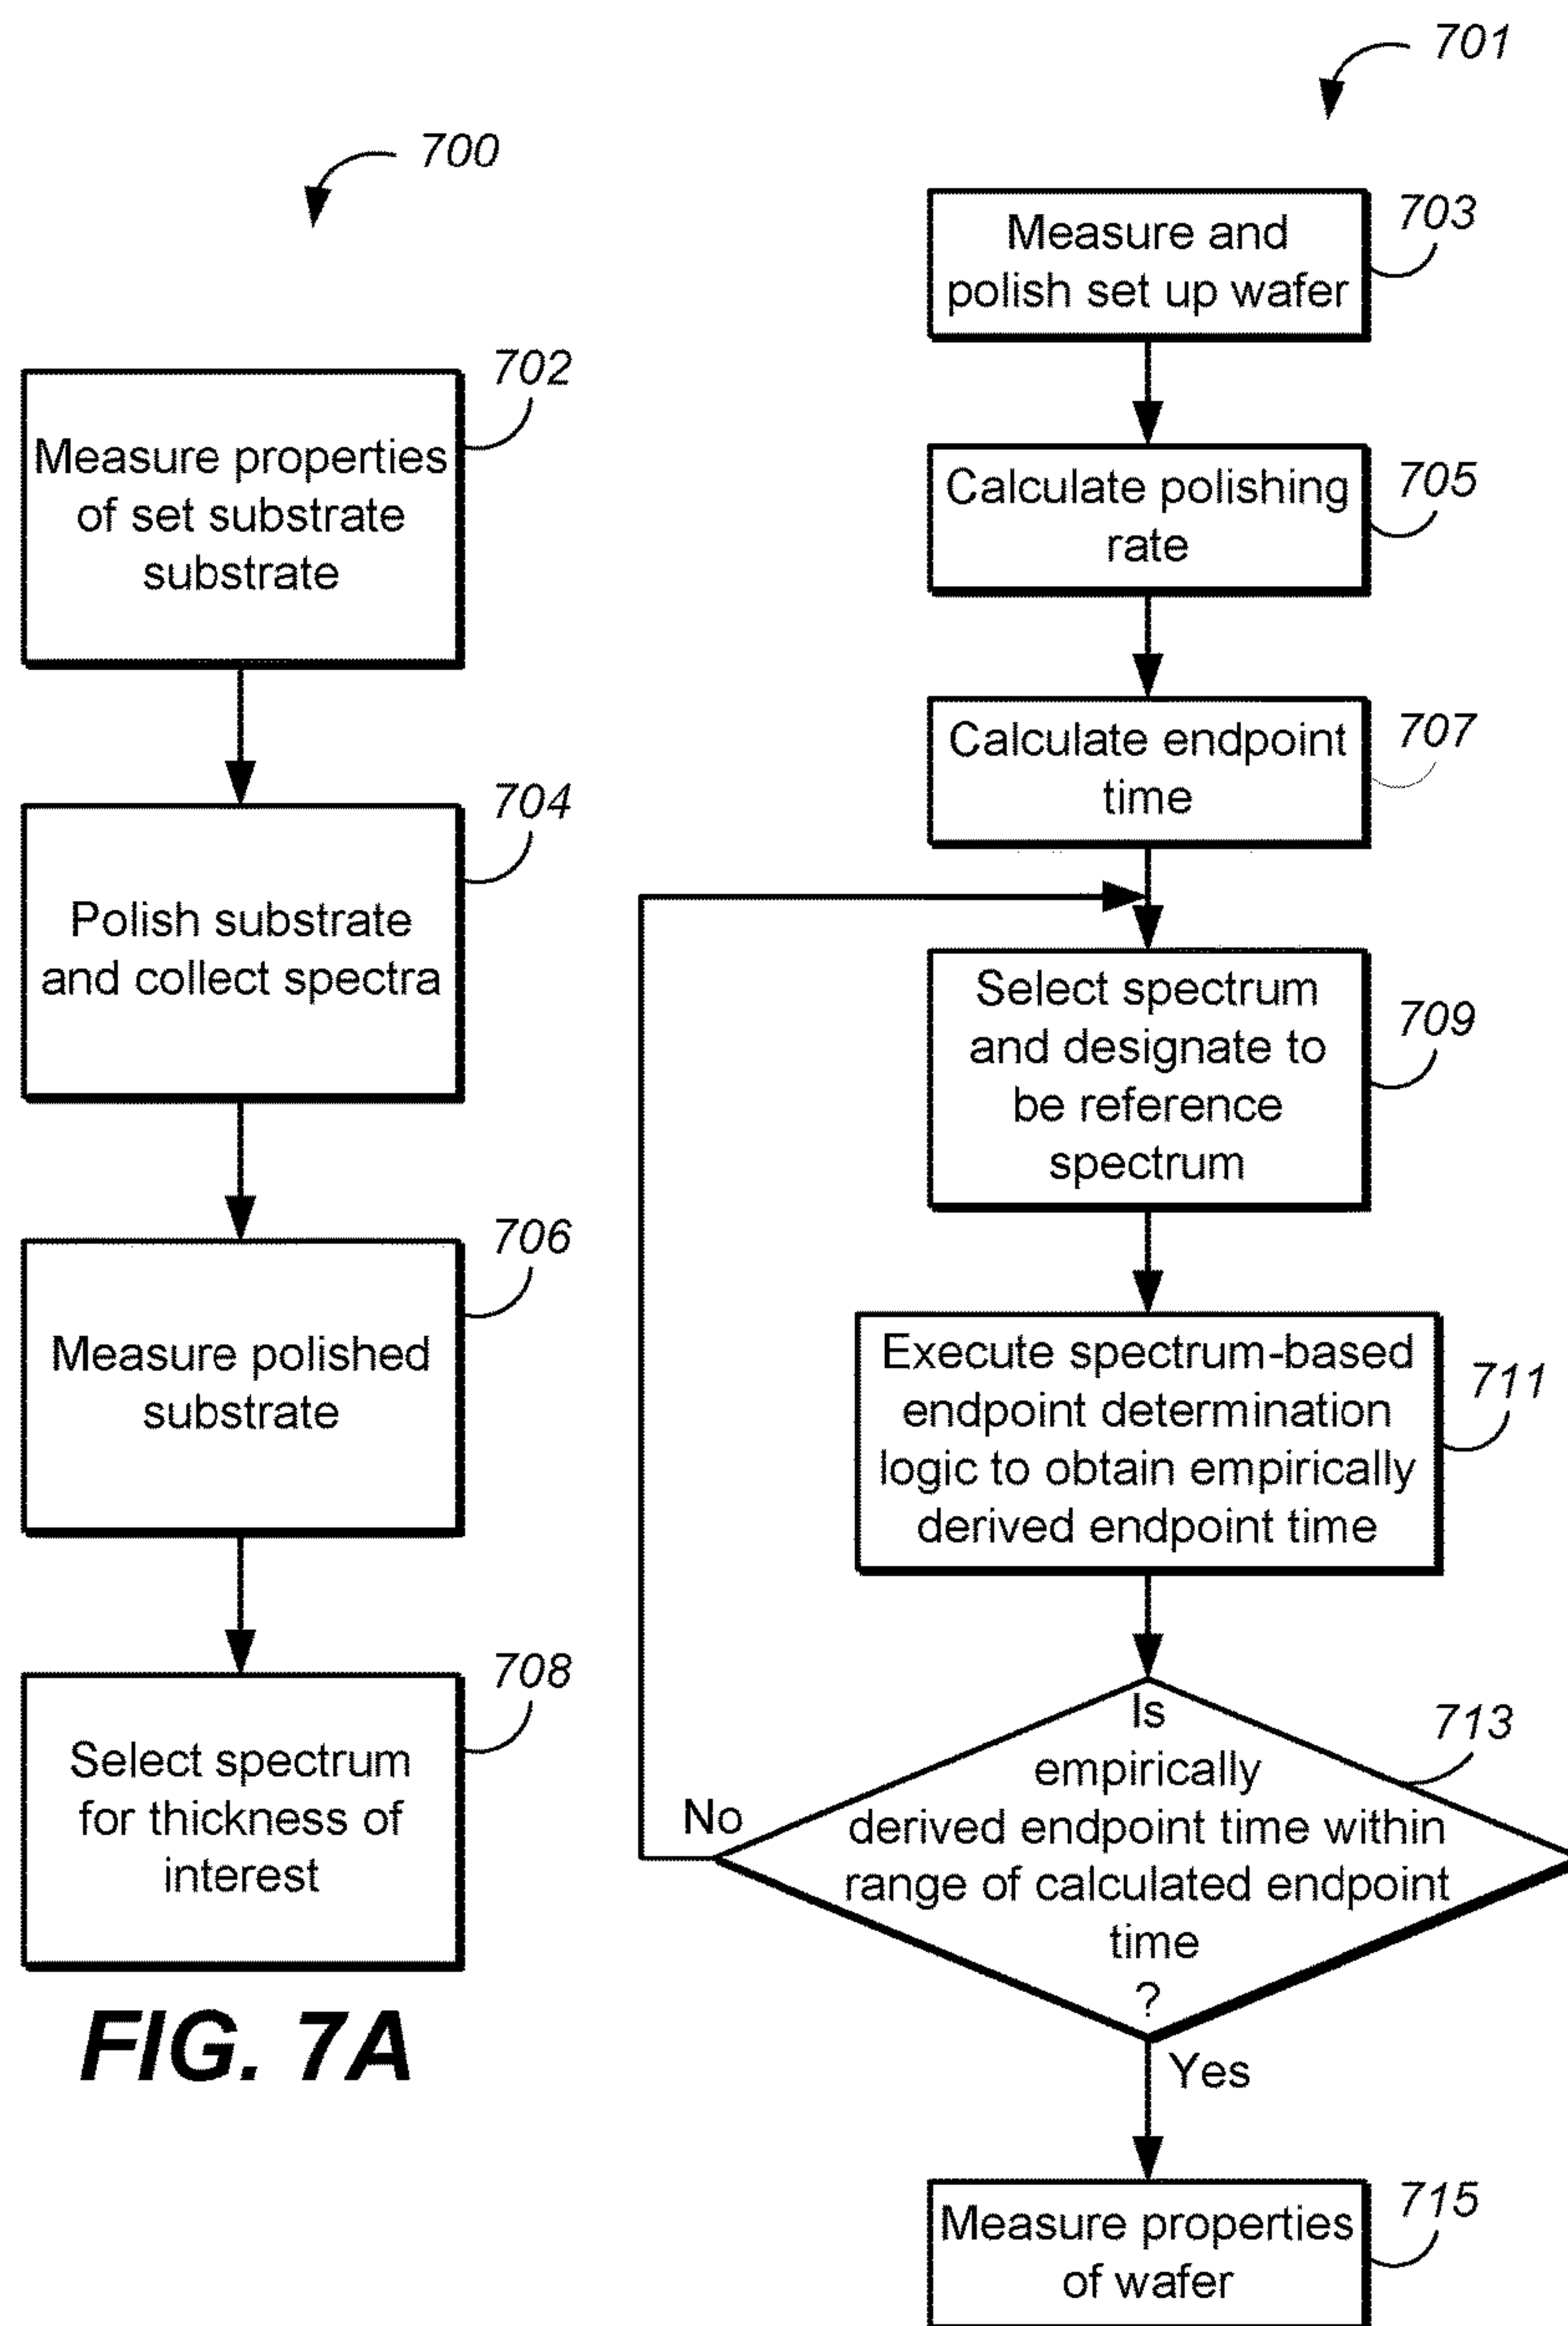 700
702
Measure properties
of set substrate
substrate
704
Polish substrate
and collect spectra
706
Measure polished
substrate
708
Select spectrum
for thickness of
interest
FIG. 7A
701
703
Measure and
polish set up wafer
705
Calculate polishing
rate
707
Calculate endpoint
time
709
Select spectrum
and designate to
be reference
spectrum
711
Execute spectrum-based
endpoint determination
logic to obtain empirically
derived endpoint time
713
Is
empirically
derived endpoint time within
range of calculated endpoint
time
?
No
Yes
715
Measure properties
of wafer